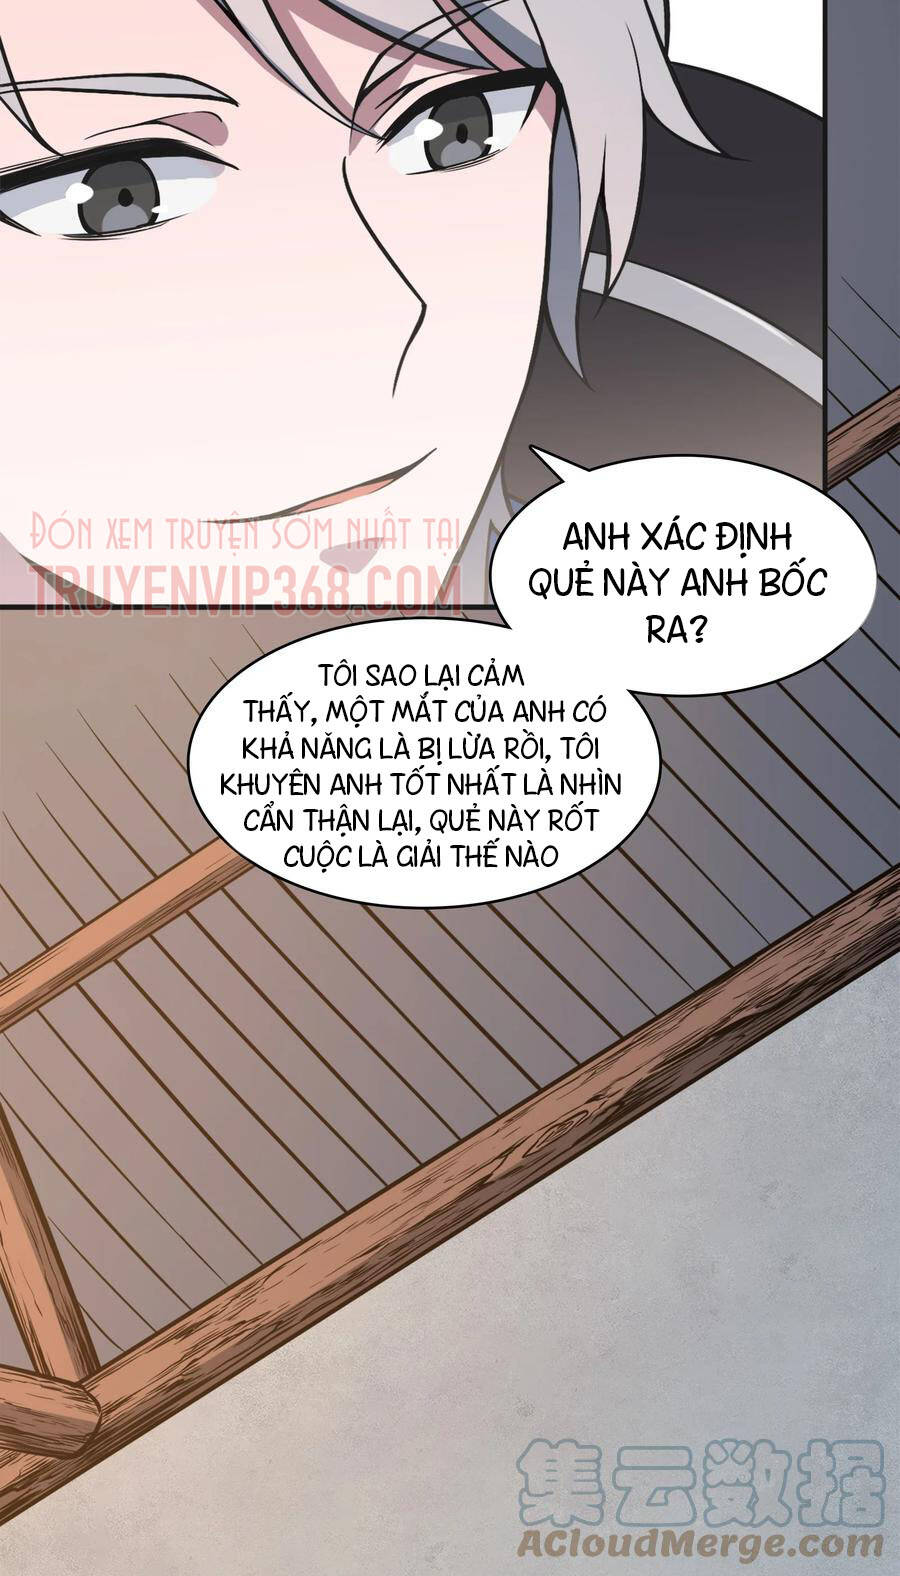 ANH XÁC ĐỊNH
QUẺ NÀY ANH BỐC
RA?
ĐÓN XEM TRUYỆN SỚM NHẤT TẠI
TRUYENVIP368.COM
TÔI SAO LẠI CẢM
THẤY, MỘT MẮT CỦA ANH CÓ
KHẢ NĂNG LÀ BỊ LỪA RỒI, TÔI
KHUYÊN ANH TỐT NHẤT LÀ NHÌN
CẨN THẬN LẠI, QUẺ NÀY RỐT
CUỘC LÀ GIẢI THẾ NÀO
集云数据
ACloudMerge.com